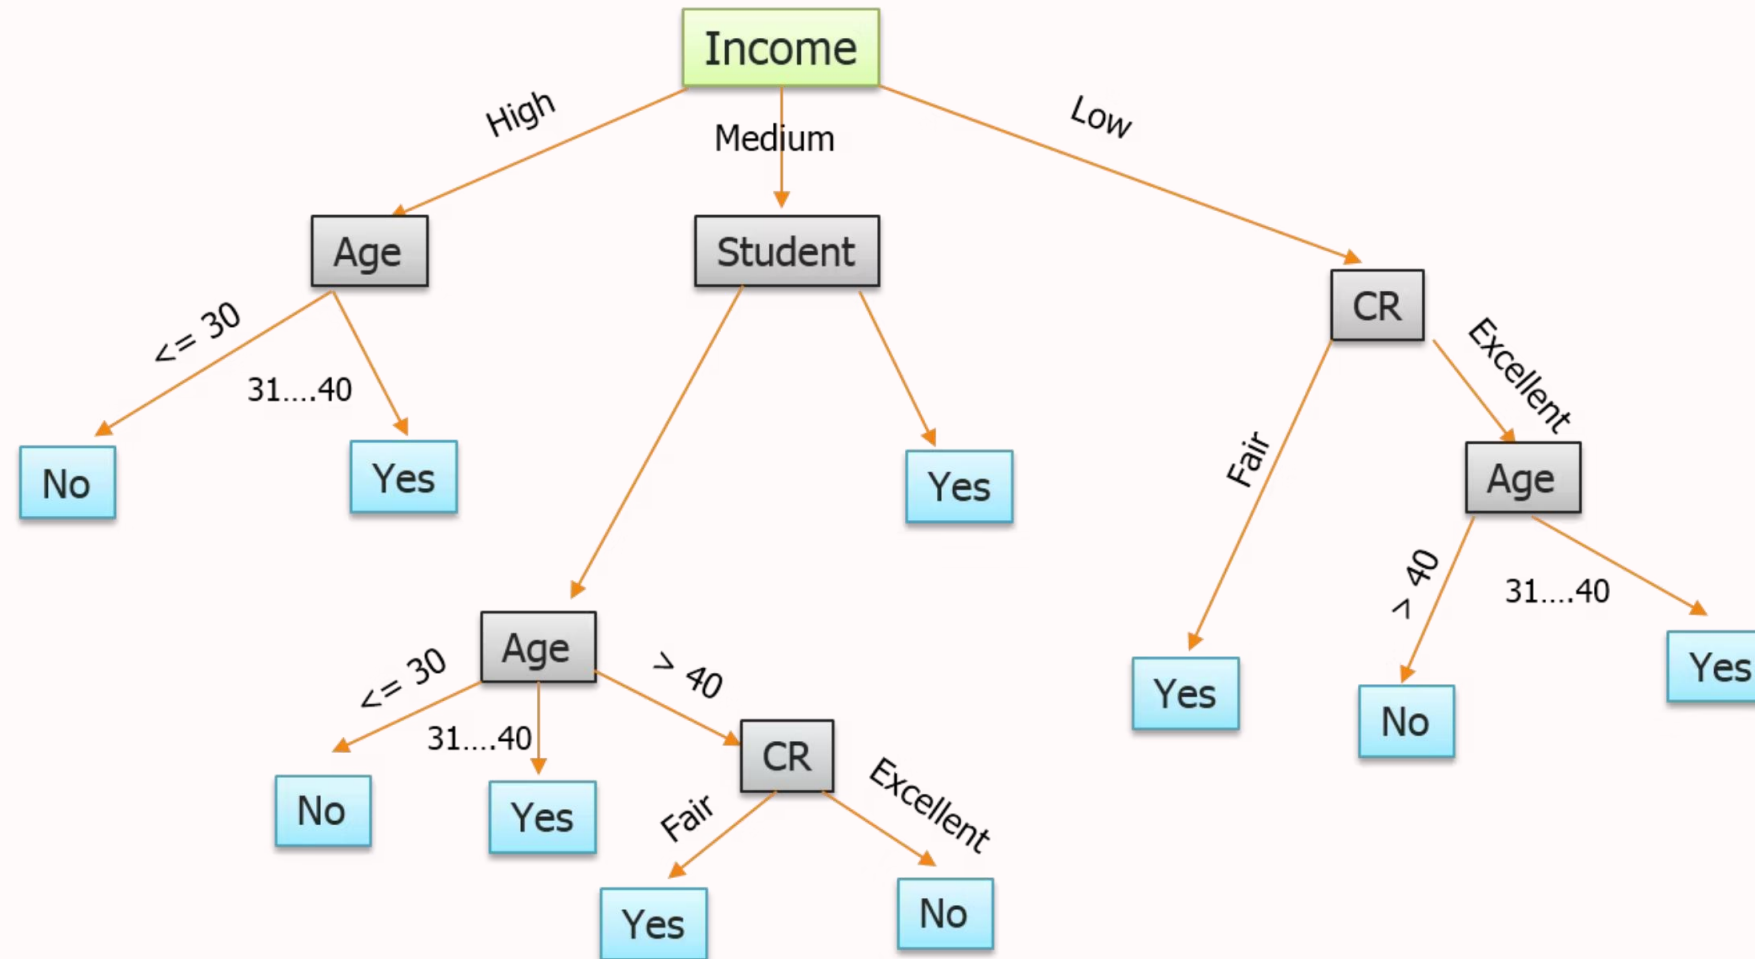 Income
High
Medium
Low
Age
Student
CR
<= 30
31....40
Excellent
Fair
No
Yes
Yes
Age
> 40
31....40
Age
<= 30
31....40
> 40
Yes
No
Yes
CR
No
Yes
Fair
Excellent
Yes
No